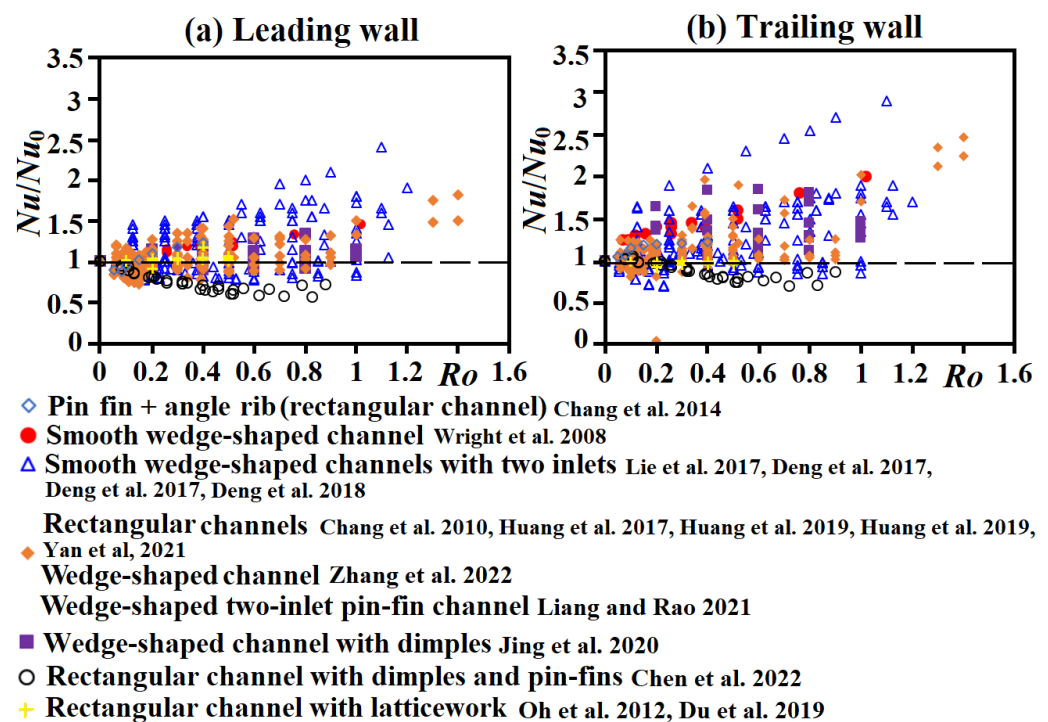 (a) Leading wall
(b) Trailing wall
3.5
3
2.5
2
1.5
1
0.5
0
Nu/Nu0
0 0.2 0.4 0.6 0.8 1 1.2 1.4 1.6
Ro
3.5
3
2.5
2
1.5
1
0.5
0
Nu/Nu0
0 0.2 0.4 0.6 0.8 1 1.2 1.4 1.6
Ro
Pin fin + angle rib (rectangular channel) Chang et al. 2014
Smooth wedge-shaped channel Wright et al. 2008
Smooth wedge-shaped channels with two inlets Lie et al. 2017, Deng et al. 2017,
Deng et al. 2017, Deng et al. 2018
Rectangular channels Chang et al. 2010, Huang et al. 2017, Huang et al. 2019, Huang et al. 2019,
Yan et al, 2021
Wedge-shaped channel Zhang et al. 2022
Wedge-shaped two-inlet pin-fin channel Liang and Rao 2021
Wedge-shaped channel with dimples Jing et al. 2020
Rectangular channel with dimples and pin-fins Chen et al. 2022
Rectangular channel with latticework Oh et al. 2012, Du et al. 2019